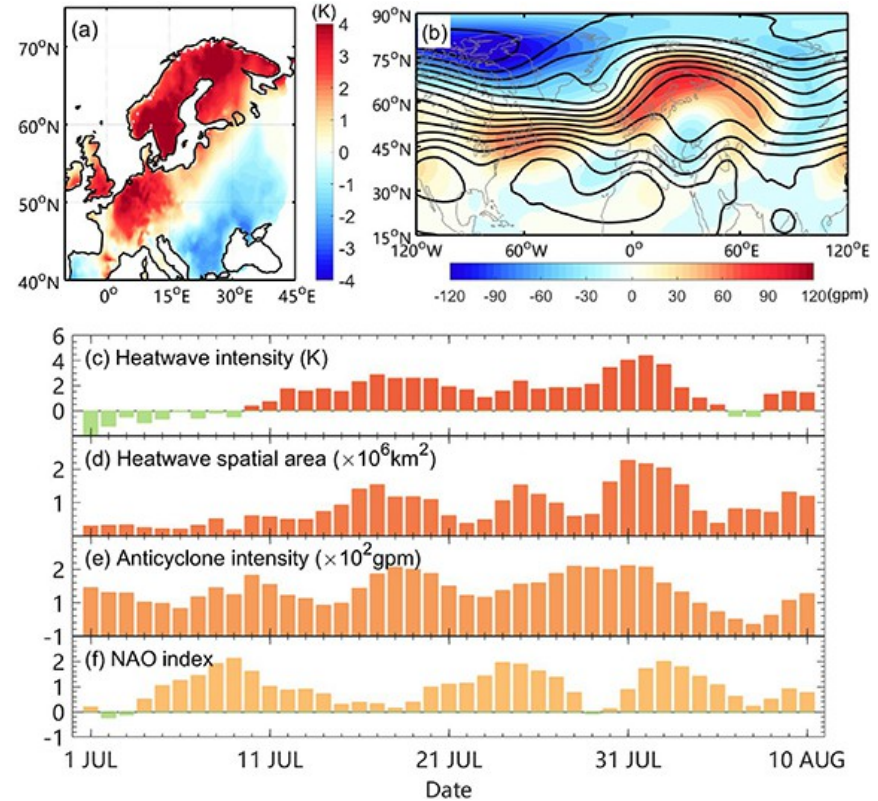 (a)
(K)
4
3
2
1
0
-1
-2
-3
-4
70°N
60°N
50°N
40°N
0°
15°E
30°E
45°E
(b)
90°N
75°N
60°N
45°N
30°N
15°N
120°W
60°W
0°
60°E
120°E
-120 -90 -60 -30 0 30 60 90 120(gpm)
(c) Heatwave intensity (K)
6
4
2
0
(d) Heatwave spatial area (×10⁶km²)
2
1
(e) Anticyclone intensity (×10²gpm)
2
1
-1
(f) NAO index
2
1
0
-1
1 JUL 11 JUL 21 JUL 31 JUL 10 AUG
Date